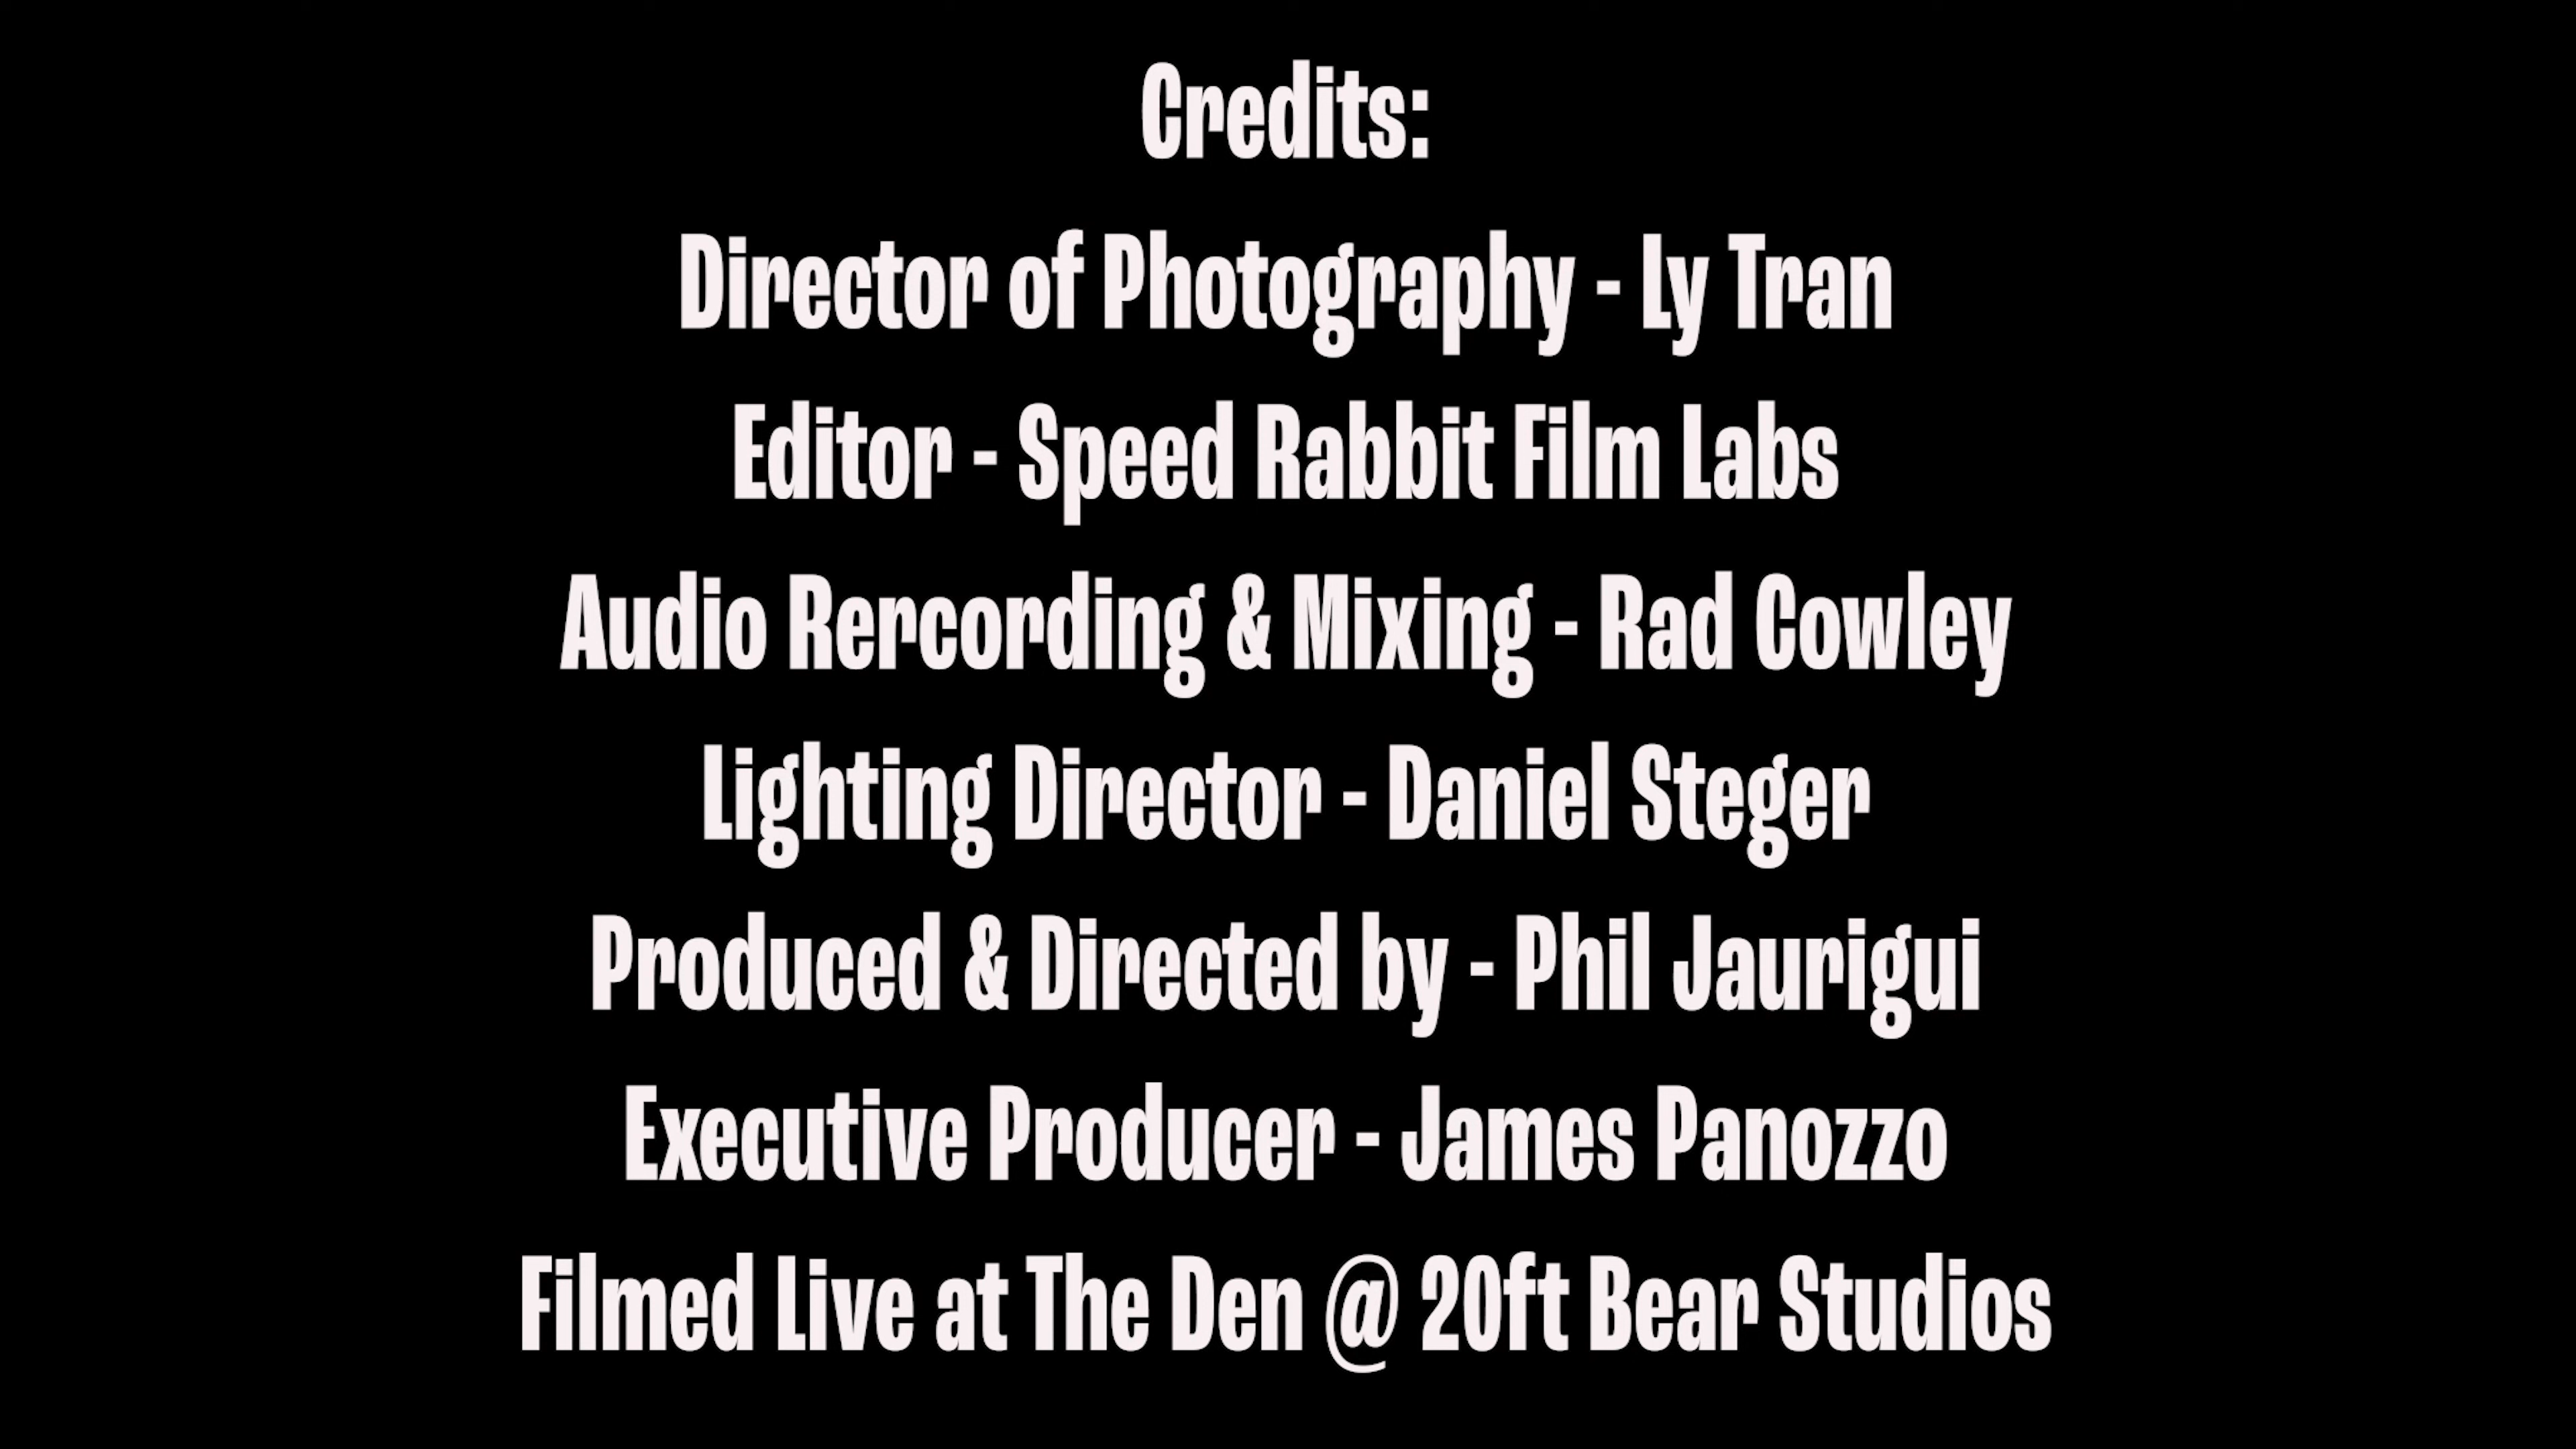 Credits:
Director of Photography - Ly Tran
Editor - Speed Rabbit Film Labs
Audio Rercording & Mixing - Rad Cowley
Lighting Director - Daniel Steger
Produced & Directed by - Phil Jaurigui
Executive Producer - James Panozzo
Filmed Live at The Den @ 20ft Bear Studios